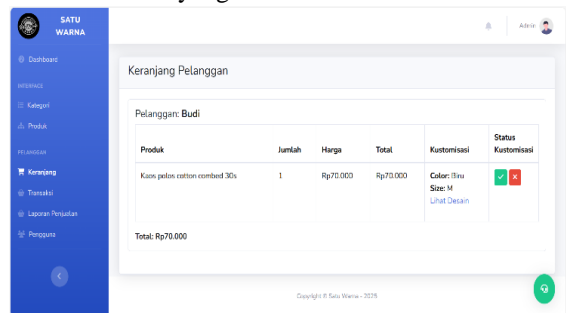 SATU
WARNA
Admin
Dashboard
INTERFACE
Kategori
Produk
PELANGGAN
Keranjang
Transaksi
Laporan Penjualan
Pengguna
Keranjang Pelanggan
Pelanggan: Budi
Produk Jumlah Harga Total Kustomisasi Status Kustomisasi
Kaos polos cotton combed 30s 1 Rp70.000 Rp70.000 Color: Biru
Size: M
Lihat Desain
Total: Rp70.000
Copyright © Satu Warna - 2025